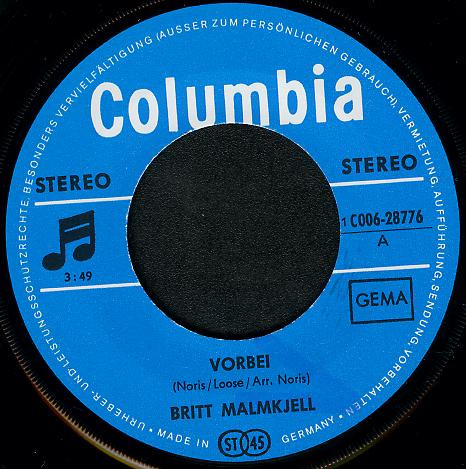 URHEBER- UND LEISTUNGSSCHUTZRECHTE, BESONDERS VERVIELFÄLTIGUNG (AUSSER ZUM PERSÖNLICHEN GEBRAUCH), VERMIETUNG, AUFFÜHRUNG, SENDUNG, VORBEHALTEN
Columbia
STEREO
STEREO
1 C006-28776
A
3:49
GEMA
VORBEI
(Noris/Loose/Arr. Noris)
BRITT MALMKJELL
• MADE IN ST 45 GERMANY •